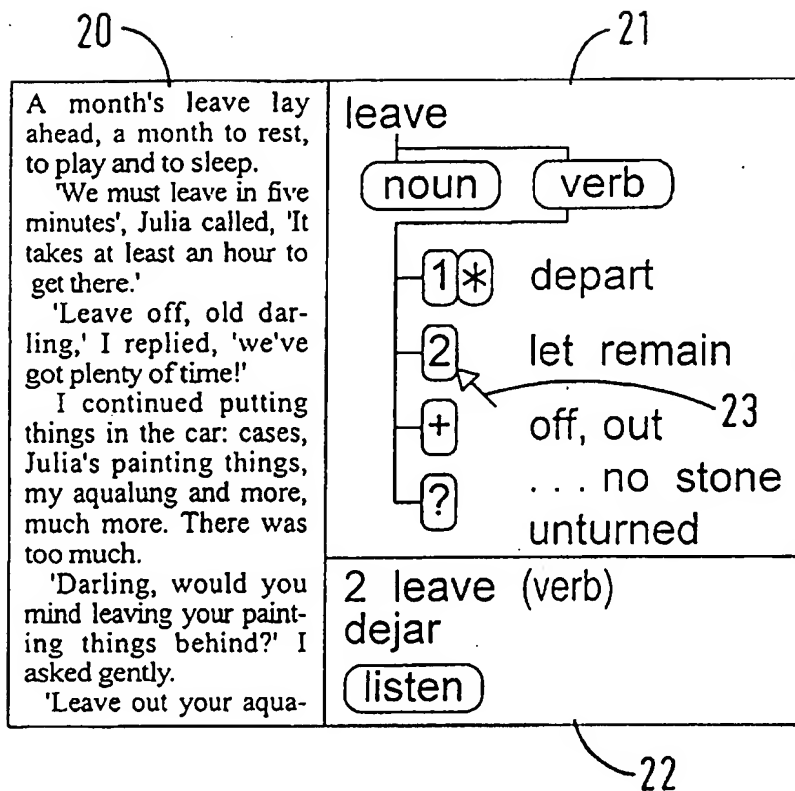 20
21
A month's leave lay
ahead, a month to rest,
to play and to sleep.
'We must leave in five
minutes', Julia called, 'It
takes at least an hour to
get there.'
'Leave off, old dar-
ling,' I replied, 'we've
got plenty of time!'
I continued putting
things in the car: cases,
Julia's painting things,
my aqualung and more,
much more. There was
too much.
'Darling, would you
mind leaving your paint-
ing things behind?' I
asked gently.
'Leave out your aqua-
leave
noun verb
1* depart
2 let remain
23
+ off, out
? . . . no stone
unturned
2 leave (verb)
dejar
listen
22